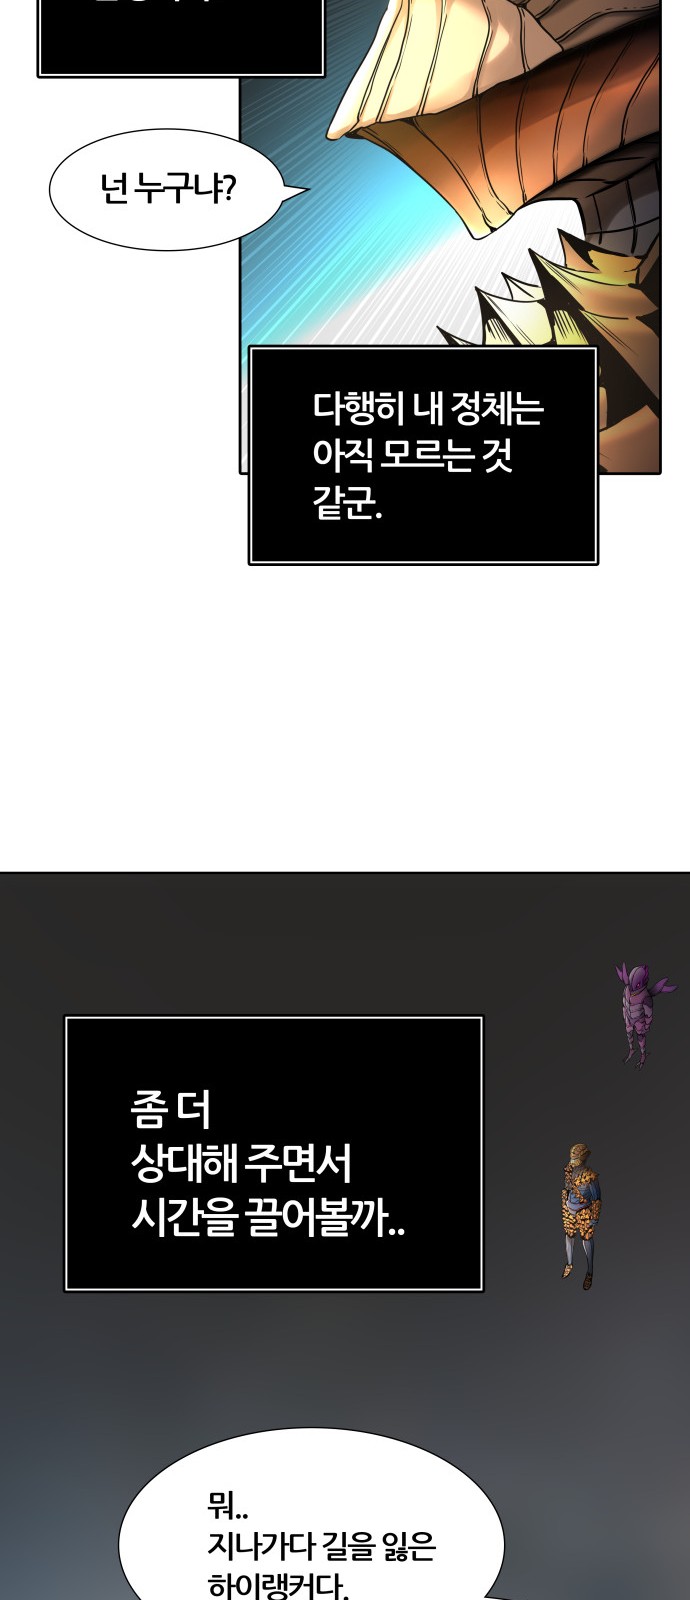 넌 누구냐?
다행히 내 정체는
아직 모르는 것
같군.
좀 더
상대해 주면서
시간을 끌어볼까..
뭐..
지나가다 길을 잃은
하이랭커다.